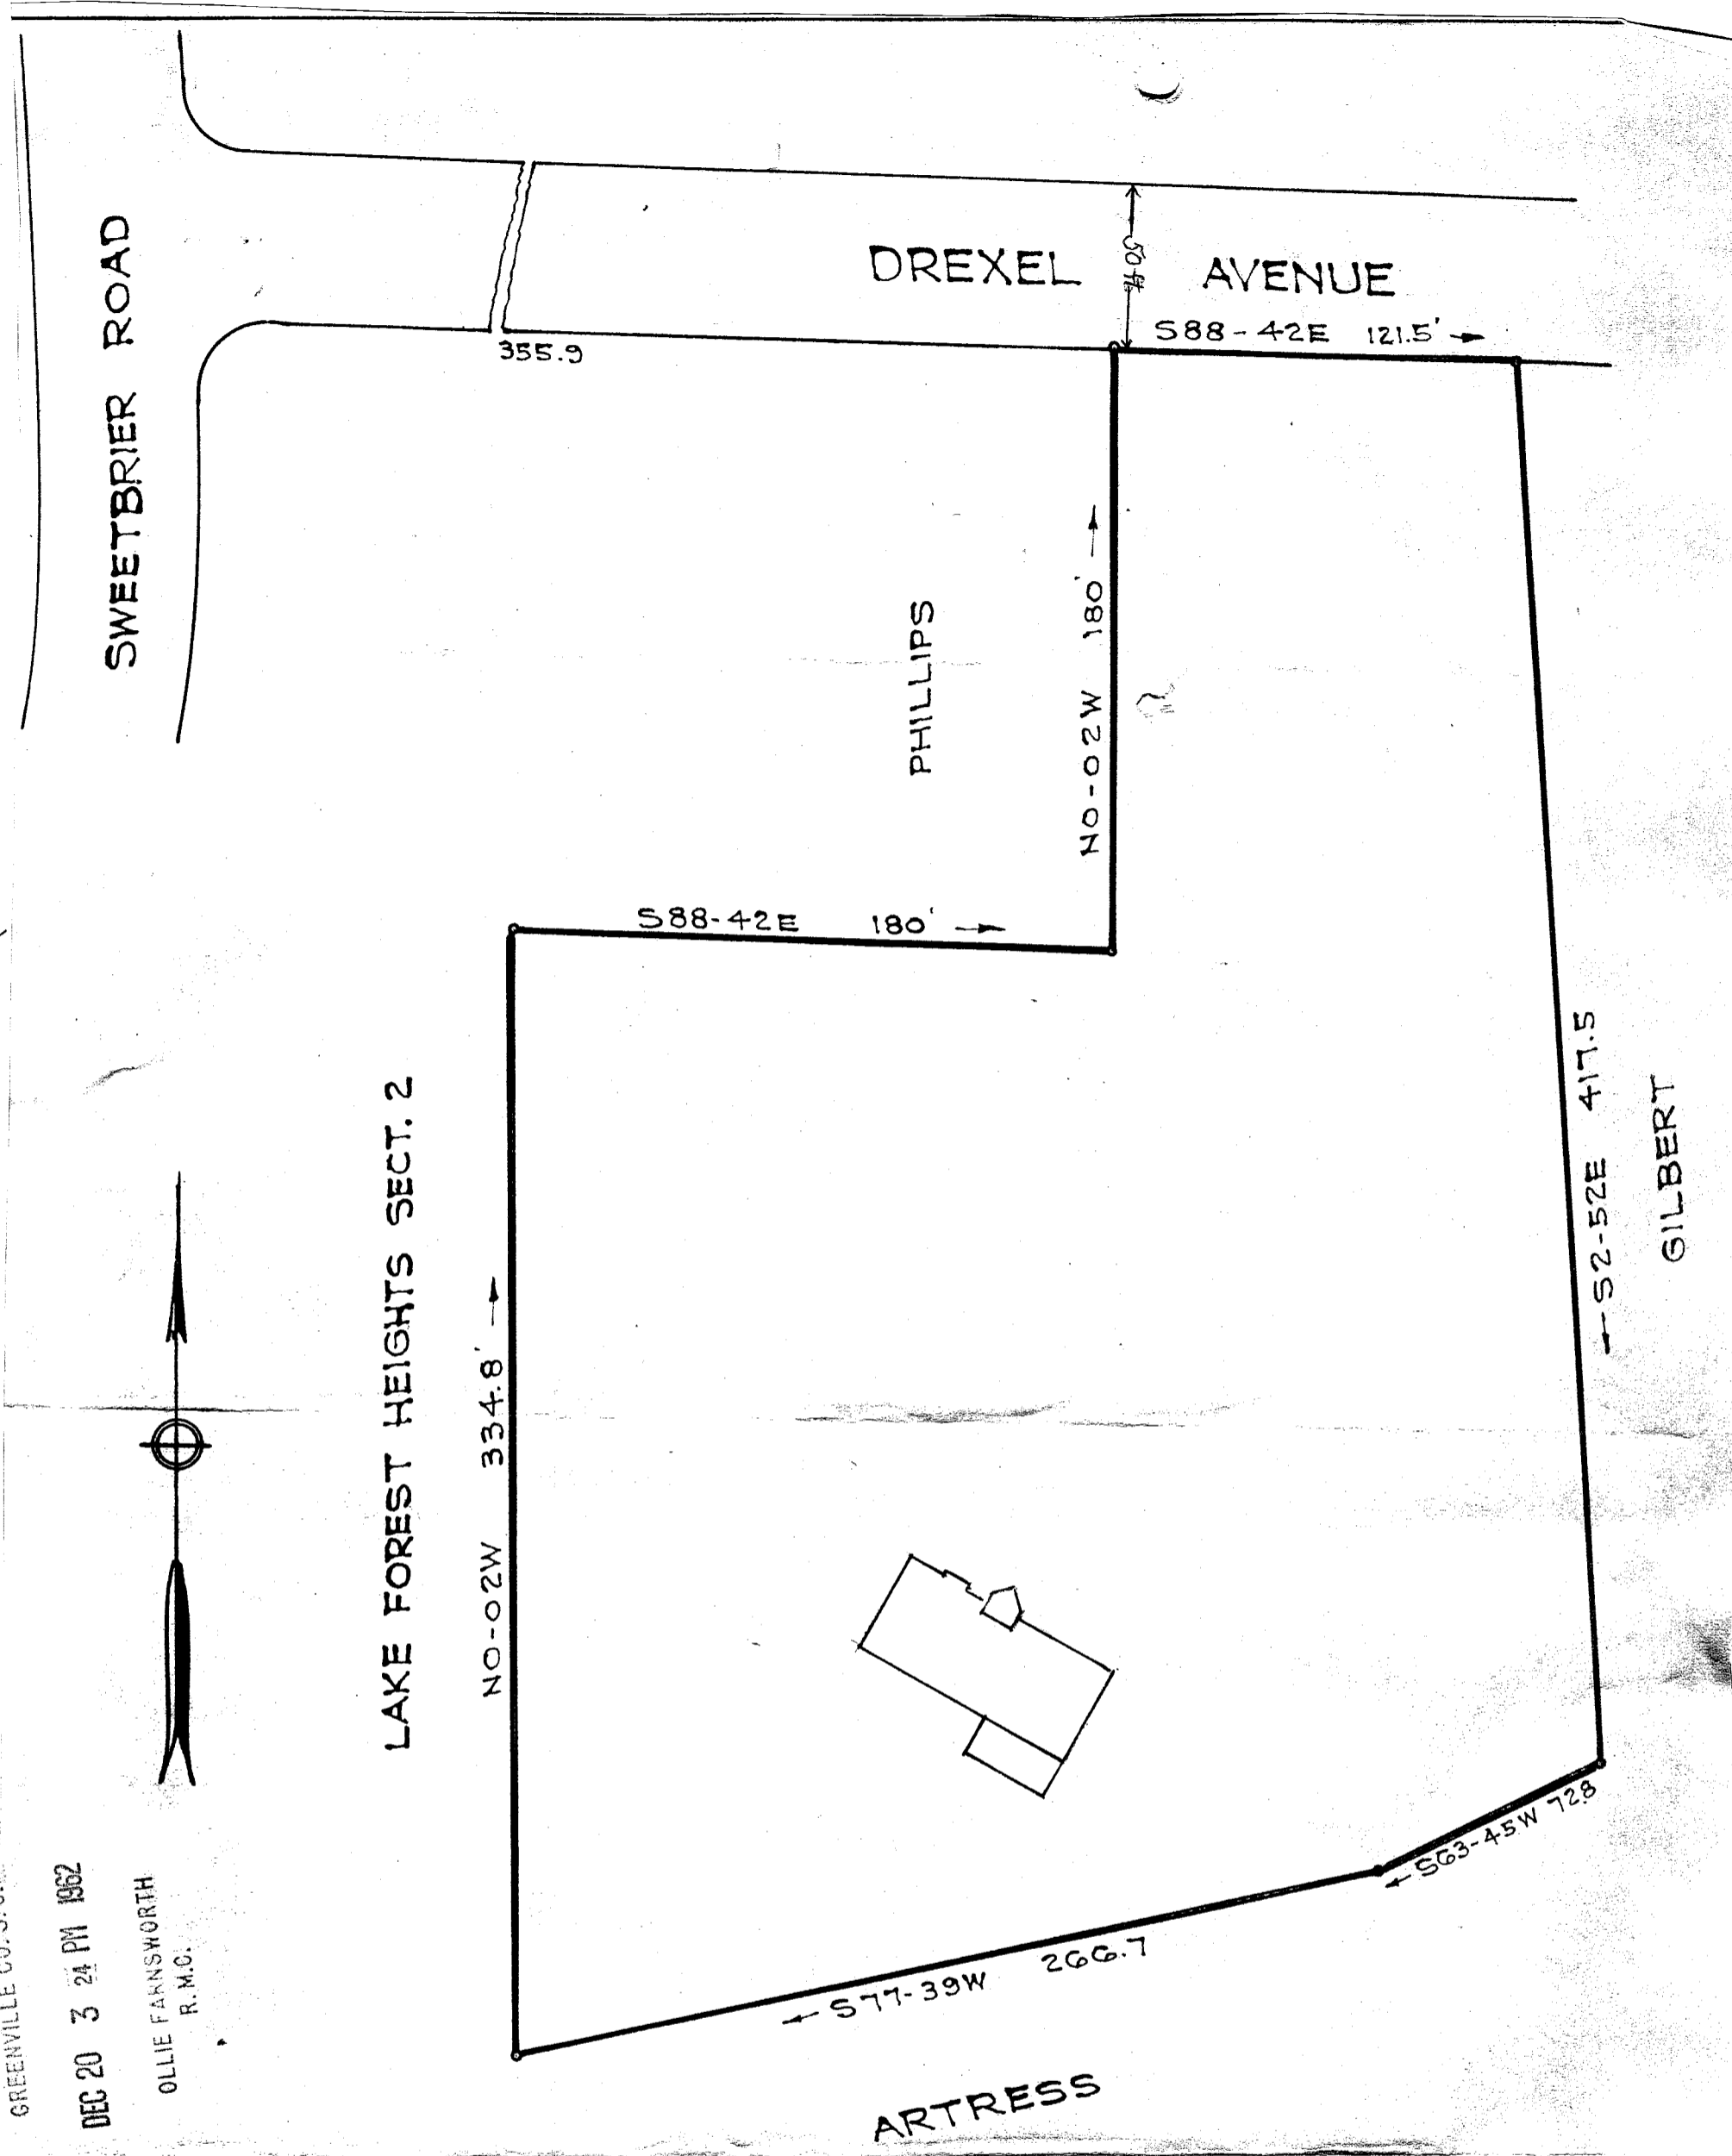 SWEETBRIER ROAD
DREXEL AVENUE
50 ft.
S88-42E 121.5'
355.9
PHILLIPS
N0-02W 180'
S88-42E 180'
LAKE FOREST HEIGHTS SECT. 2
N0-02W 334.8'
S2-52E 417.5
GILBERT
S63-45W 72.8
S77-39W 266.7
ARTRESS
GREENVILLE CO. S. C.
DEC 20 3 24 PM 1962
OLLIE FARNSWORTH
R.M.C.